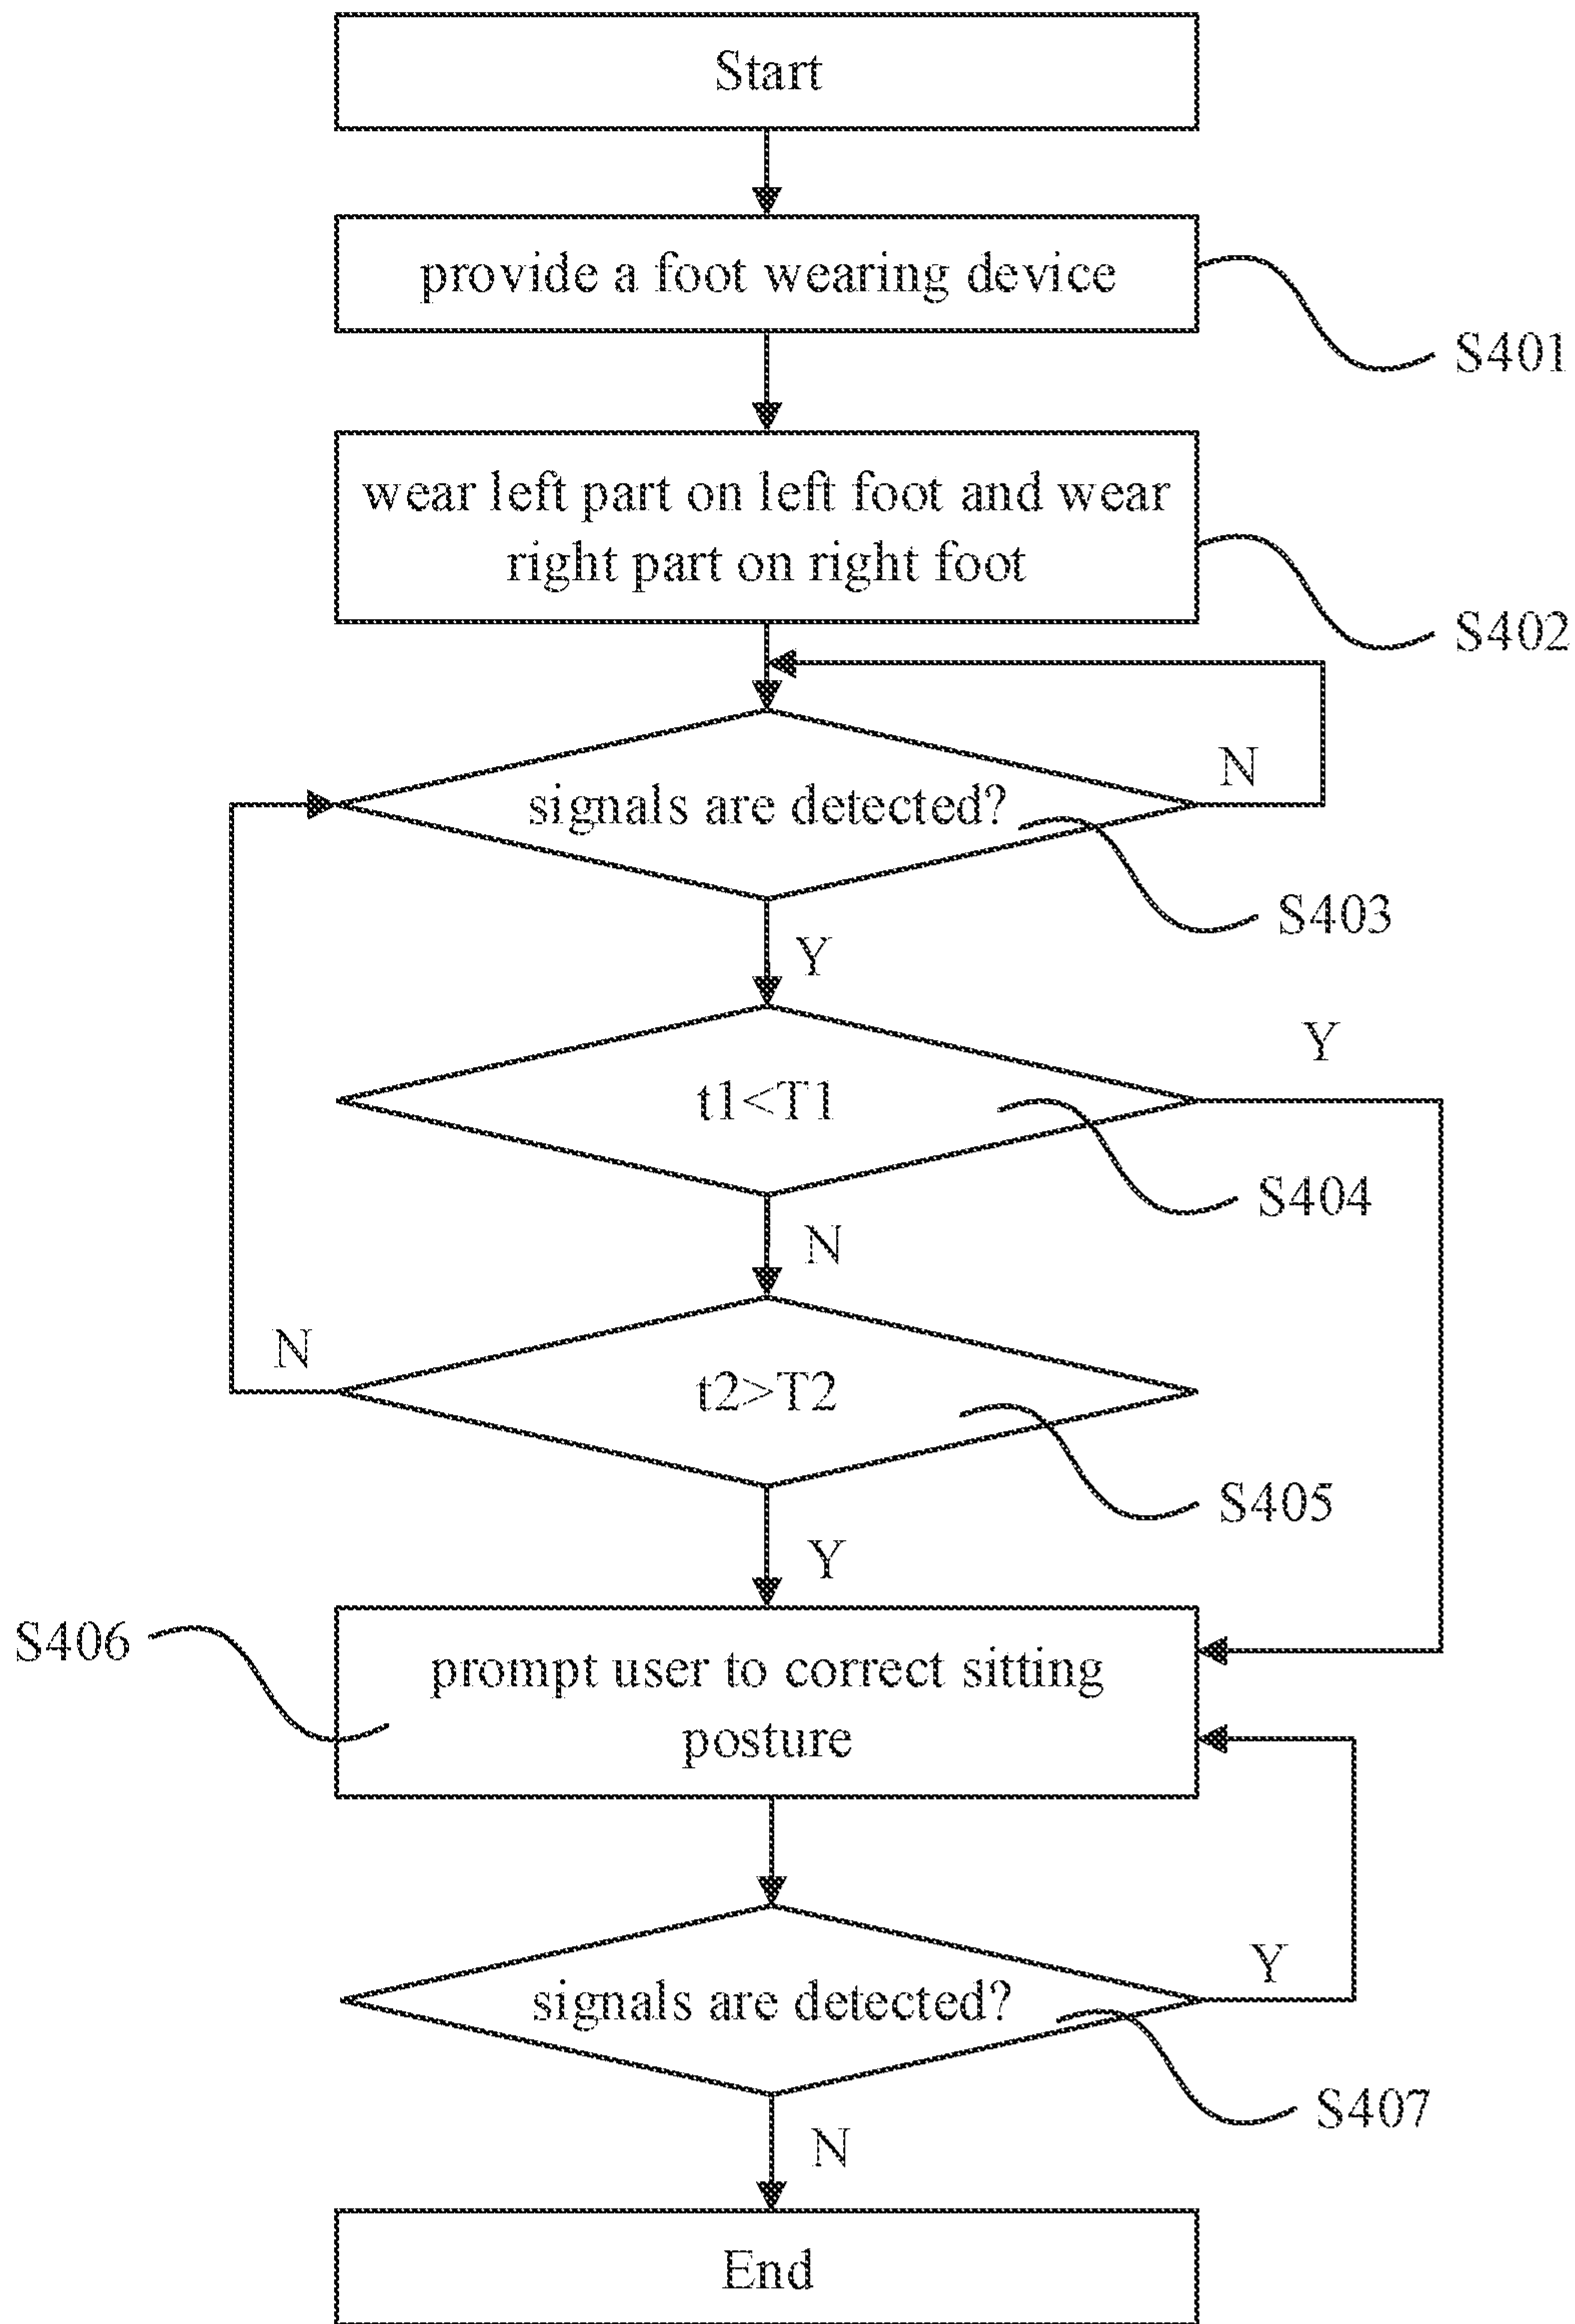 Start
provide a foot wearing device
S401
wear left part on left foot and wear
right part on right foot
S402
N
signals are detected?
S403
Y
Y
t1<T1
S404
N
N
t2>T2
S405
Y
S406
prompt user to correct sitting
posture
Y
signals are detected?
S407
N
End